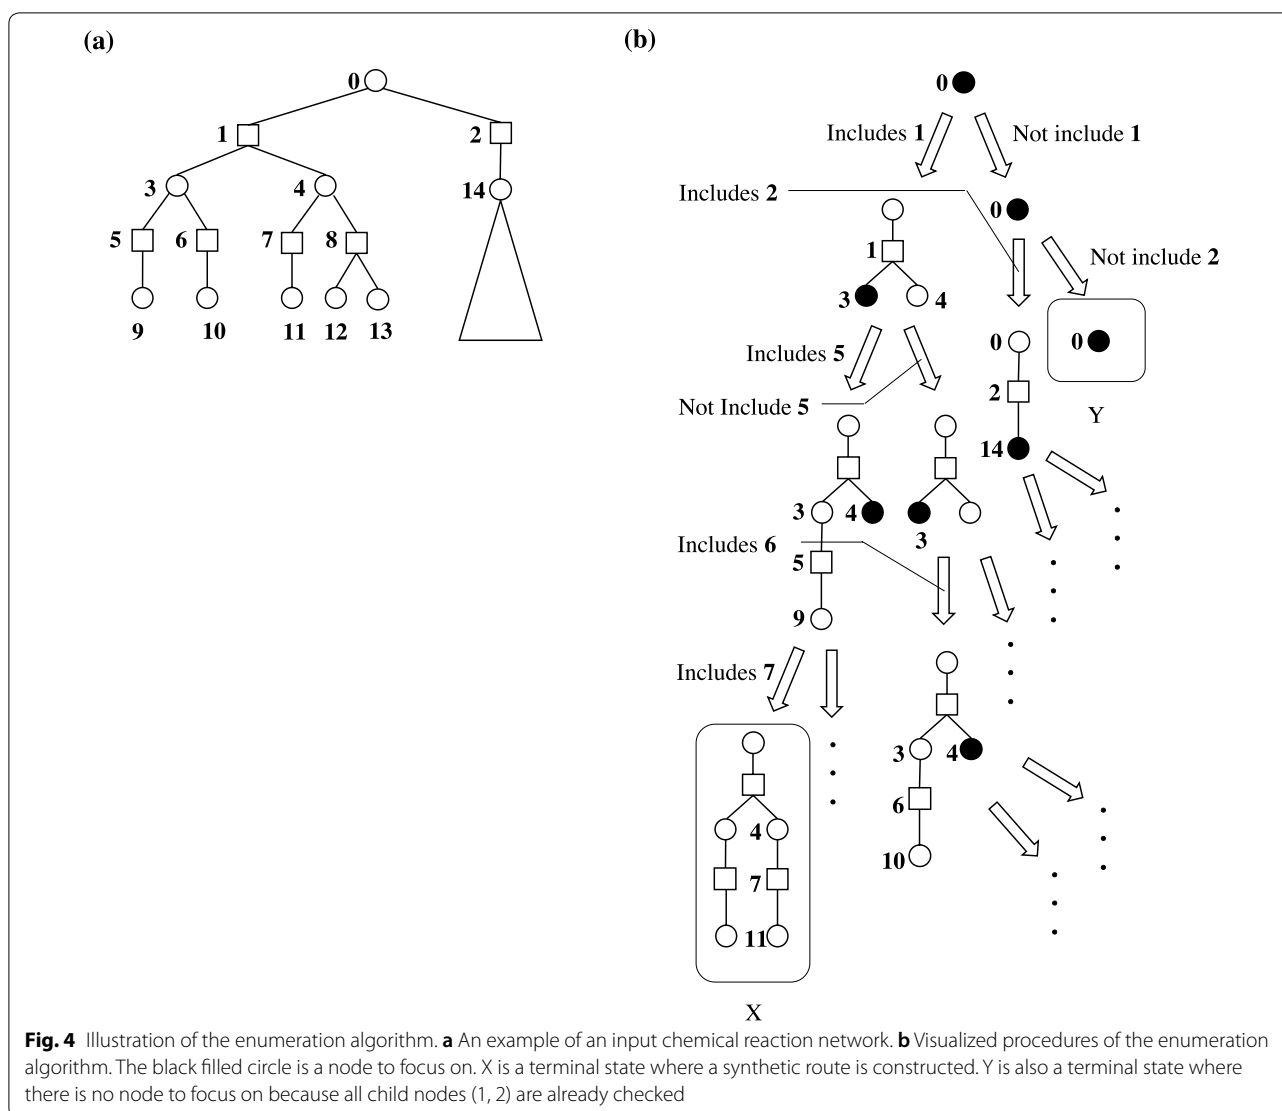 (a)
0
1
2
3
4
14
5
6
7
8
9
10
11
12
13
(b)
0
Includes 1
Not include 1
Includes 2
0
1
Not include 2
3
4
0
0
Includes 5
2
Not Include 5
Y
14
3
4
3
Includes 6
5
9
Includes 7
3
4
6
4
10
7
11
X
Fig. 4 Illustration of the enumeration algorithm. a An example of an input chemical reaction network. b Visualized procedures of the enumeration
algorithm. The black filled circle is a node to focus on. X is a terminal state where a synthetic route is constructed. Y is also a terminal state where
there is no node to focus on because all child nodes (1, 2) are already checked